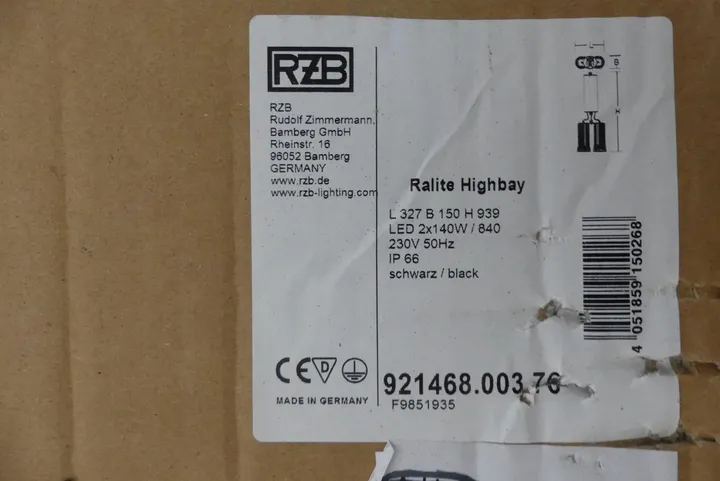 RZB
RZB
Rudolf Zimmermann,
Bamberg GmbH
Rheinstr. 16
96052 Bamberg
GERMANY
www.rzb.de
www.rzb-lighting.com
L
B
H
Ralite Highbay
L 327 B 150 H 939
LED 2x140W / 840
230V 50Hz
IP 66
schwarz / black
4 051859 150268
CE D
MADE IN GERMANY
921468.003.76
F9851935